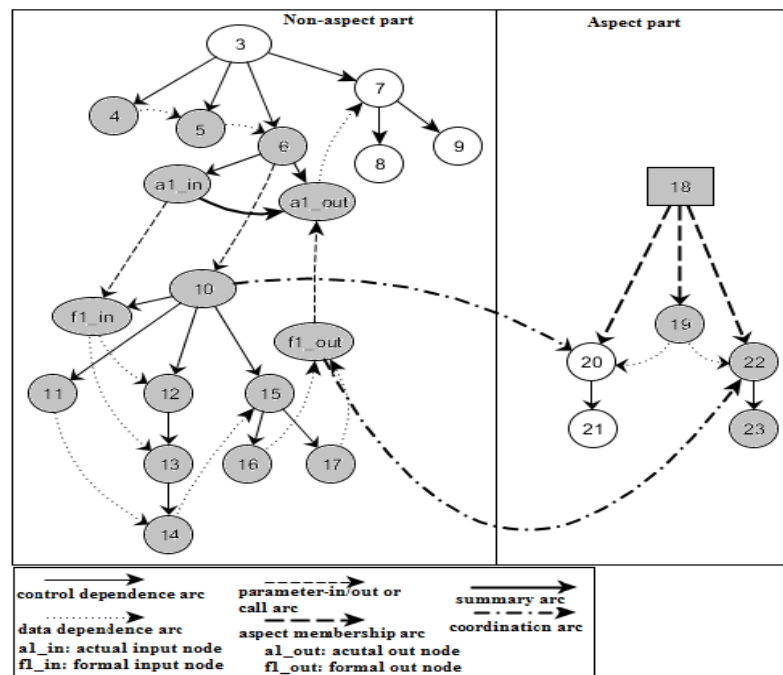 Non-aspect part
Aspect part
3
7
4
5
6
8
9
a1_in
a1_out
18
10
f1_in
f1_out
19
20
22
11
12
15
21
23
13
16
17
14
control dependence arc
parameter-in/out or
call arc
summary arc
data dependence arc
aspect membership arc
coordination arc
a1_in: actual input node
a1_out: acutal out node
f1_in: formal input node
f1_out: formal out node